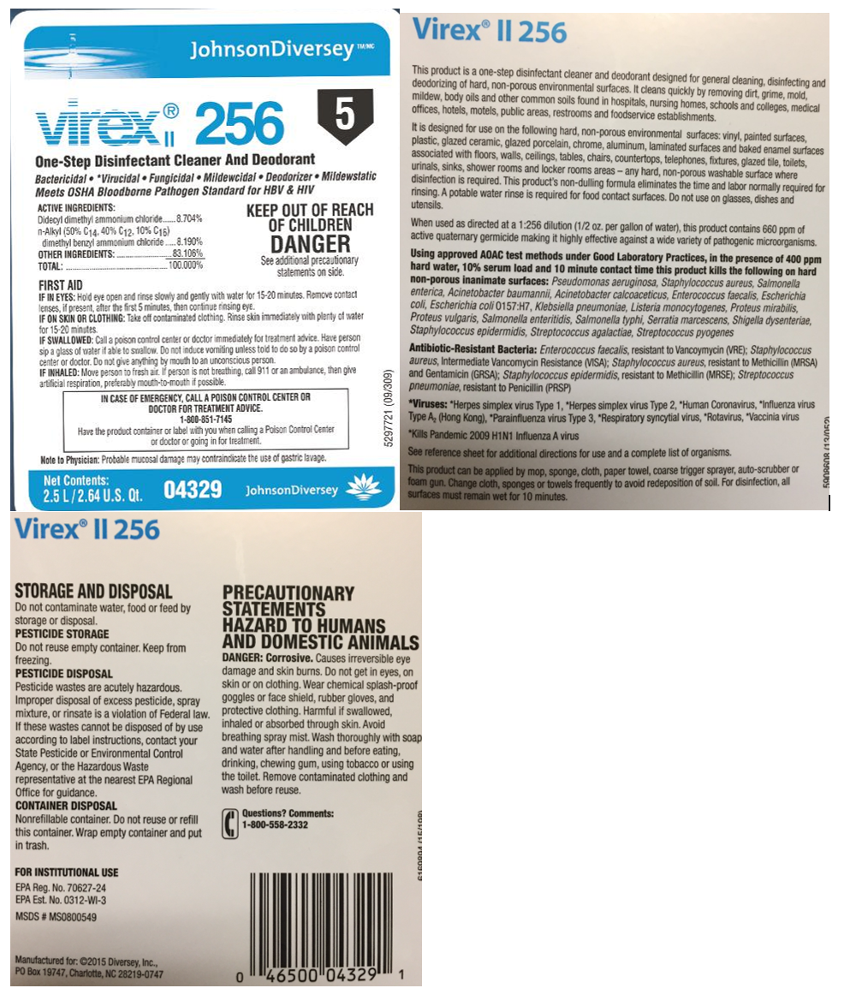 JohnsonDiversey™/MC
virex® II 256
5
One-Step Disinfectant Cleaner And Deodorant
Bactericidal • *Virucidal • Fungicidal • Mildewcidal • Deodorizer • Mildewstatic
Meets OSHA Bloodborne Pathogen Standard for HBV & HIV
ACTIVE INGREDIENTS:
Didecyl dimethyl ammonium chloride......8.704%
n-Alkyl (50% C14, 40% C12, 10% C16)
dimethyl benzyl ammonium chloride .....8.190%
OTHER INGREDIENTS: ........................83.106%
TOTAL: ............................................100.000%
KEEP OUT OF REACH
OF CHILDREN
DANGER
See additional precautionary
statements on side.
FIRST AID
IF IN EYES: Hold eye open and rinse slowly and gently with water for 15-20 minutes. Remove contact
lenses, if present, after the first 5 minutes, then continue rinsing eye.
IF ON SKIN OR CLOTHING: Take off contaminated clothing. Rinse skin immediately with plenty of water
for 15-20 minutes.
IF SWALLOWED: Call a poison control center or doctor immediately for treatment advice. Have person
sip a glass of water if able to swallow. Do not induce vomiting unless told to do so by a poison control
center or doctor. Do not give anything by mouth to an unconscious person.
IF INHALED: Move person to fresh air. If person is not breathing, call 911 or an ambulance, then give
artificial respiration, preferably mouth-to-mouth if possible.
IN CASE OF EMERGENCY, CALL A POISON CONTROL CENTER OR
DOCTOR FOR TREATMENT ADVICE.
1-800-851-7145
Have the product container or label with you when calling a Poison Control Center
or doctor or going in for treatment.
Note to Physician: Probable mucosal damage may contraindicate the use of gastric lavage.
5297721 (09/309)
Net Contents:
2.5 L / 2.64 U.S. Qt.
04329
JohnsonDiversey
Virex® II 256
This product is a one-step disinfectant cleaner and deodorant designed for general cleaning, disinfecting and
deodorizing of hard, non-porous environmental surfaces. It cleans quickly by removing dirt, grime, mold,
mildew, body oils and other common soils found in hospitals, nursing homes, schools and colleges, medical
offices, hotels, motels, public areas, restrooms and foodservice establishments.
It is designed for use on the following hard, non-porous environmental surfaces: vinyl, painted surfaces,
plastic, glazed ceramic, glazed porcelain, chrome, aluminum, laminated surfaces and baked enamel surfaces
associated with floors, walls, ceilings, tables, chairs, countertops, telephones, fixtures, glazed tile, toilets,
urinals, sinks, shower rooms and locker rooms areas – any hard, non-porous washable surface where
disinfection is required. This product's non-dulling formula eliminates the time and labor normally required for
rinsing. A potable water rinse is required for food contact surfaces. Do not use on glasses, dishes and
utensils.
When used as directed at a 1:256 dilution (1/2 oz. per gallon of water), this product contains 660 ppm of
active quaternary germicide making it highly effective against a wide variety of pathogenic microorganisms.
Using approved AOAC test methods under Good Laboratory Practices, in the presence of 400 ppm
hard water, 10% serum load and 10 minute contact time this product kills the following on hard
non-porous inanimate surfaces: Pseudomonas aeruginosa, Staphylococcus aureus, Salmonella
enterica, Acinetobacter baumannii, Acinetobacter calcoaceticus, Enterococcus faecalis, Escherichia
coli, Escherichia coli O157:H7, Klebsiella pneumoniae, Listeria monocytogenes, Proteus mirabilis,
Proteus vulgaris, Salmonella enteritidis, Salmonella typhi, Serratia marcescens, Shigella dysenteriae,
Staphylococcus epidermidis, Streptococcus agalactiae, Streptococcus pyogenes
Antibiotic-Resistant Bacteria: Enterococcus faecalis, resistant to Vancoymycin (VRE); Staphylococcus
aureus, Intermediate Vancomycin Resistance (VISA); Staphylococcus aureus, resistant to Methicillin (MRSA)
and Gentamicin (GRSA); Staphylococcus epidermidis, resistant to Methicillin (MRSE); Streptococcus
pneumoniae, resistant to Penicillin (PRSP)
*Viruses: *Herpes simplex virus Type 1, *Herpes simplex virus Type 2, *Human Coronavirus, *Influenza virus
Type A2 (Hong Kong), *Parainfluenza virus Type 3, *Respiratory syncytial virus, *Rotavirus, *Vaccinia virus
*Kills Pandemic 2009 H1N1 Influenza A virus
See reference sheet for additional directions for use and a complete list of organisms.
This product can be applied by mop, sponge, cloth, paper towel, coarse trigger sprayer, auto-scrubber or
foam gun. Change cloth, sponges or towels frequently to avoid redeposition of soil. For disinfection, all
surfaces must remain wet for 10 minutes.
Virex® II 256
STORAGE AND DISPOSAL
Do not contaminate water, food or feed by
storage or disposal.
PESTICIDE STORAGE
Do not reuse empty container. Keep from
freezing.
PESTICIDE DISPOSAL
Pesticide wastes are acutely hazardous.
Improper disposal of excess pesticide, spray
mixture, or rinsate is a violation of Federal law.
If these wastes cannot be disposed of by use
according to label instructions, contact your
State Pesticide or Environmental Control
Agency, or the Hazardous Waste
representative at the nearest EPA Regional
Office for guidance.
CONTAINER DISPOSAL
Nonrefillable container. Do not reuse or refill
this container. Wrap empty container and put
in trash.
FOR INSTITUTIONAL USE
EPA Reg. No. 70627-24
EPA Est. No. 0312-WI-3
MSDS # MS0800549
Manufactured for: ©2015 Diversey, Inc.,
PO Box 19747, Charlotte, NC 28219-0747
PRECAUTIONARY
STATEMENTS
HAZARD TO HUMANS
AND DOMESTIC ANIMALS
DANGER: Corrosive. Causes irreversible eye
damage and skin burns. Do not get in eyes, on
skin or on clothing. Wear chemical splash-proof
goggles or face shield, rubber gloves, and
protective clothing. Harmful if swallowed,
inhaled or absorbed through skin. Avoid
breathing spray mist. Wash thoroughly with soap
and water after handling and before eating,
drinking, chewing gum, using tobacco or using
the toilet. Remove contaminated clothing and
wash before reuse.
Questions? Comments:
1-800-558-2332
0 46500 04329 1